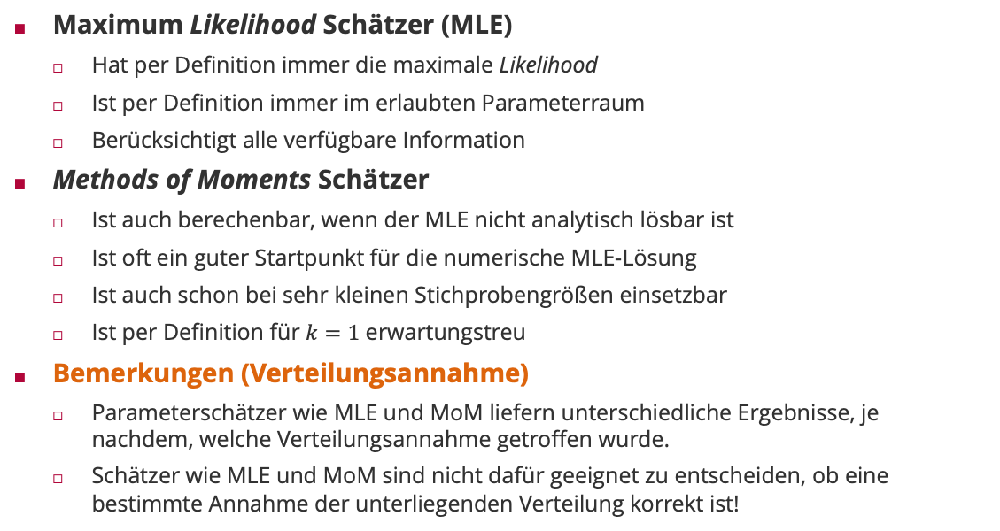 Maximum Likelihood Schätzer (MLE)
Hat per Definition immer die maximale Likelihood
Ist per Definition immer im erlaubten Parameterraum
Berücksichtigt alle verfügbare Information
Methods of Moments Schätzer
Ist auch berechenbar, wenn der MLE nicht analytisch lösbar ist
Ist oft ein guter Startpunkt für die numerische MLE-Lösung
Ist auch schon bei sehr kleinen Stichprobengrößen einsetzbar
Ist per Definition für k = 1 erwartungstreu
Bemerkungen (Verteilungsannahme)
Parameterschätzer wie MLE und MoM liefern unterschiedliche Ergebnisse, je
nachdem, welche Verteilungsannahme getroffen wurde.
Schätzer wie MLE und MoM sind nicht dafür geeignet zu entscheiden, ob eine
bestimmte Annahme der unterliegenden Verteilung korrekt ist!